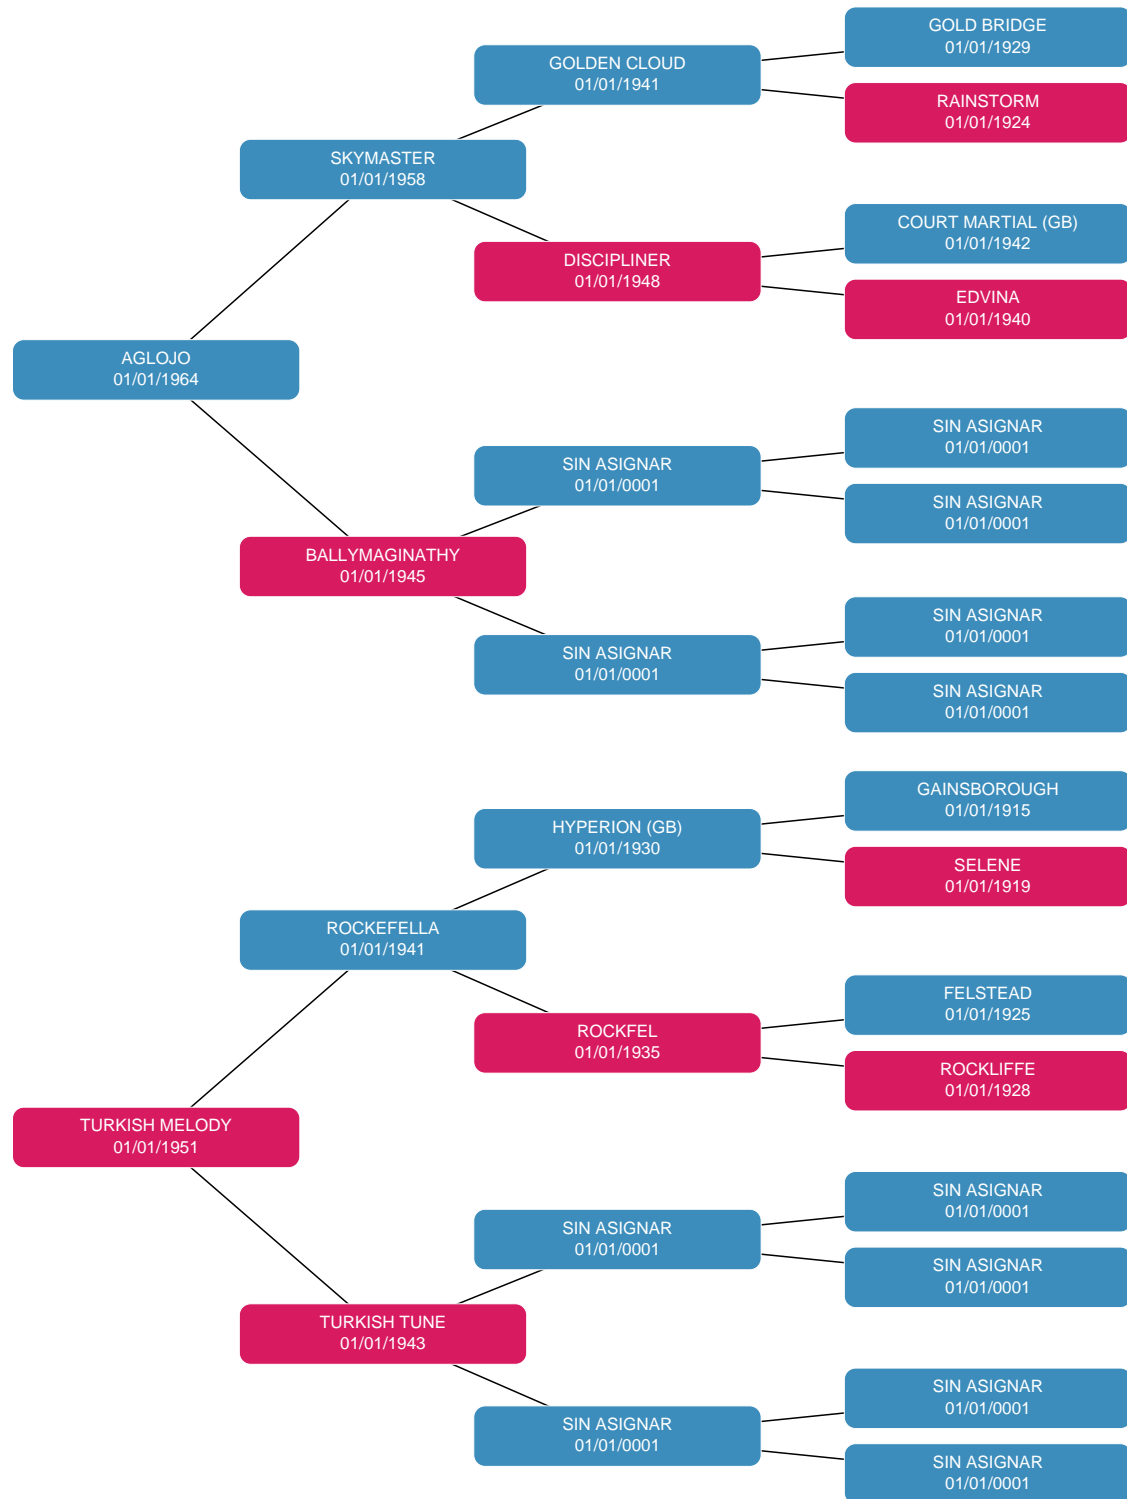 GOLD BRIDGE
01/01/1929
GOLDEN CLOUD
01/01/1941
RAINSTORM
01/01/1924
SKYMASTER
01/01/1958
COURT MARTIAL (GB)
01/01/1942
DISCIPLINER
01/01/1948
EDVINA
01/01/1940
AGLOJO
01/01/1964
SIN ASIGNAR
01/01/0001
SIN ASIGNAR
01/01/0001
SIN ASIGNAR
01/01/0001
BALLYMAGINATHY
01/01/1945
SIN ASIGNAR
01/01/0001
SIN ASIGNAR
01/01/0001
SIN ASIGNAR
01/01/0001
GAINSBOROUGH
01/01/1915
HYPERION (GB)
01/01/1930
SELENE
01/01/1919
ROCKEFELLA
01/01/1941
FELSTEAD
01/01/1925
ROCKFEL
01/01/1935
ROCKLIFFE
01/01/1928
TURKISH MELODY
01/01/1951
SIN ASIGNAR
01/01/0001
SIN ASIGNAR
01/01/0001
SIN ASIGNAR
01/01/0001
TURKISH TUNE
01/01/1943
SIN ASIGNAR
01/01/0001
SIN ASIGNAR
01/01/0001
SIN ASIGNAR
01/01/0001